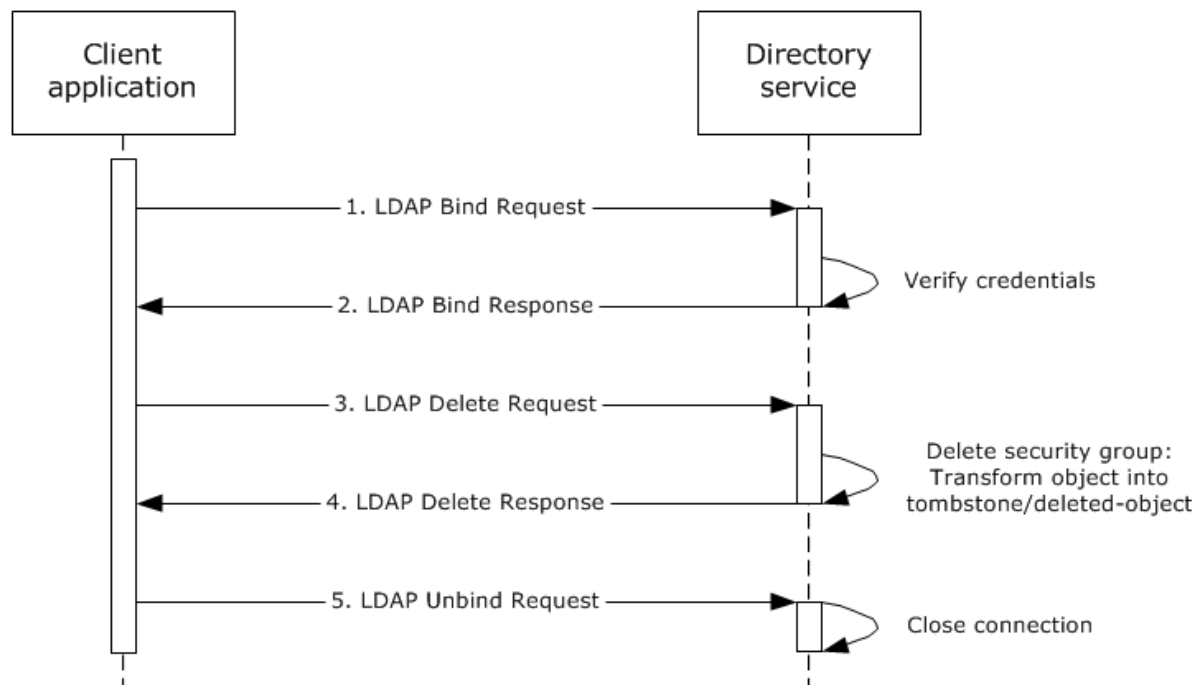 Client
application
Directory
service
1. LDAP Bind Request
Verify credentials
2. LDAP Bind Response
3. LDAP Delete Request
Delete security group:
Transform object into
tombstone/deleted-object
4. LDAP Delete Response
5. LDAP Unbind Request
Close connection